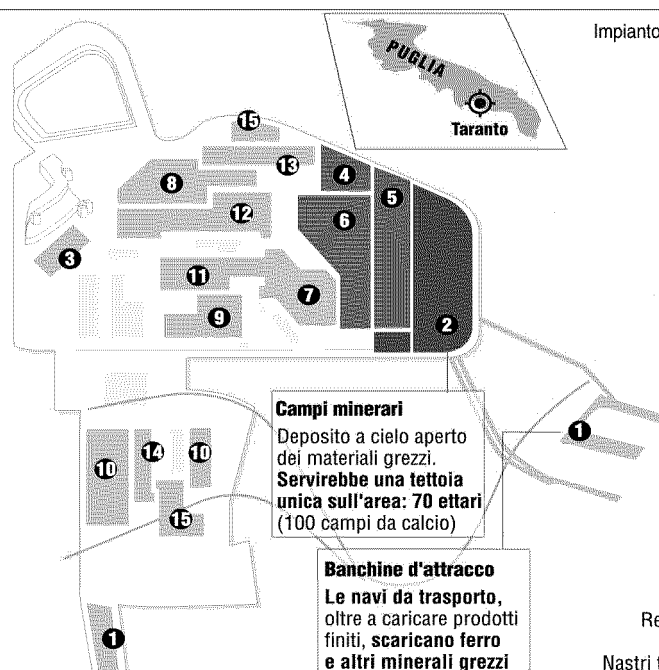 Impianto
PUGLIA
Taranto
15
13
4
8
5
6
12
3
11
7
9
2
Campi minerari
Deposito a cielo aperto
dei materiali grezzi.
Servirebbe una tettoia
unica sull'area: 70 ettari
(100 campi da calcio)
1
10
14
10
15
Banchine d'attracco
Le navi da trasporto,
oltre a caricare prodotti
finiti, scaricano ferro
e altri minerali grezzi
1
Re
Nastri